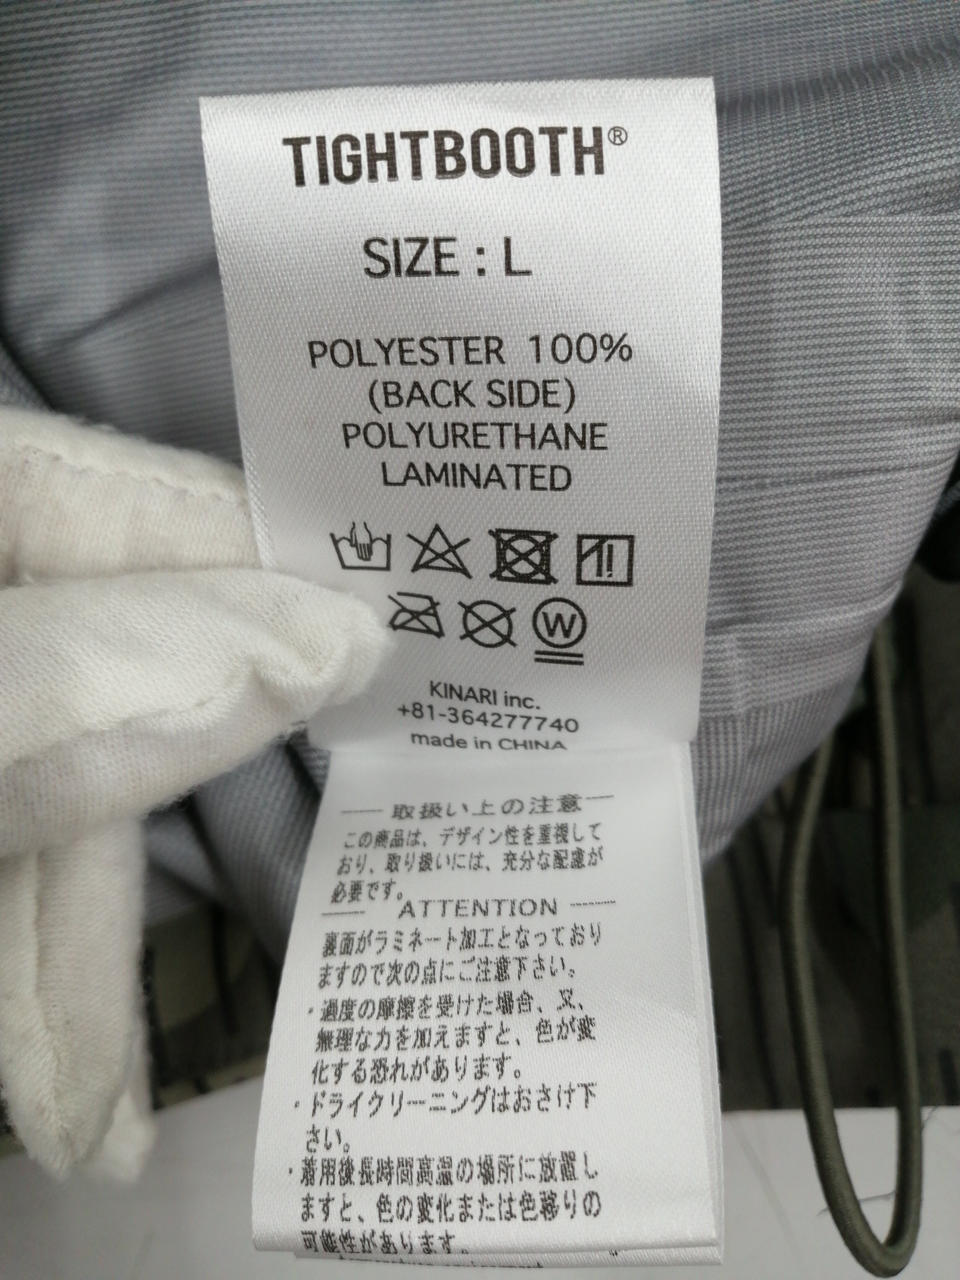 TIGHTBOOTH®
SIZE : L
POLYESTER 100%
(BACK SIDE)
POLYURETHANE
LAMINATED
W
KINARI inc.
+81-364277740
made in CHINA
取扱い上の注意
この商品は、デザイン性を重視して
おり、取り扱いには、充分な配慮が
必要です。
ATTENTION
裏面がラミネート加工となっており
ますので次の点にご注意下さい。
・過度の摩擦を受けた場合、又、
無理な力を加えますと、色が変
化する恐れがあります。
・ドライクリーニングはおさけ下
さい。
・着用後長時間高温の場所に放置し
ますと、色の変化または色移りの
可能性があります。